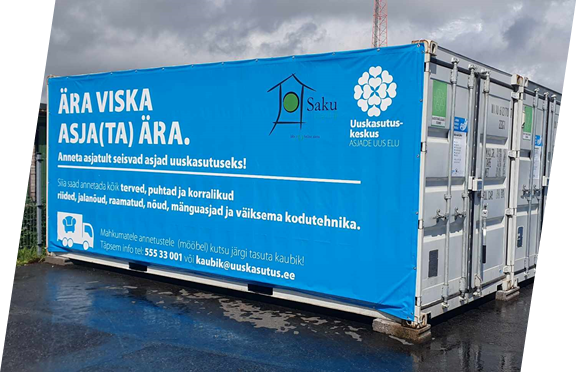 ÄRA VISKA
ASJA(TA) ÄRA.
Anneta asjatult seisvad asjad uuskasutuseks!
Siia saad annetada kõik terved, puhtad ja korralikud
riided, jalanõud, raamatud, nõud, mänguasjad ja väiksema kodutehnika.
Mahkumatele annetustele (mööbel) kutsu järgi tasuta kaubik!
Täpsem info tel 555 33 001 või kaubik@uuskasutus.ee
Saku
Uuskasutus-
keskus
ASJADE UUS ELU